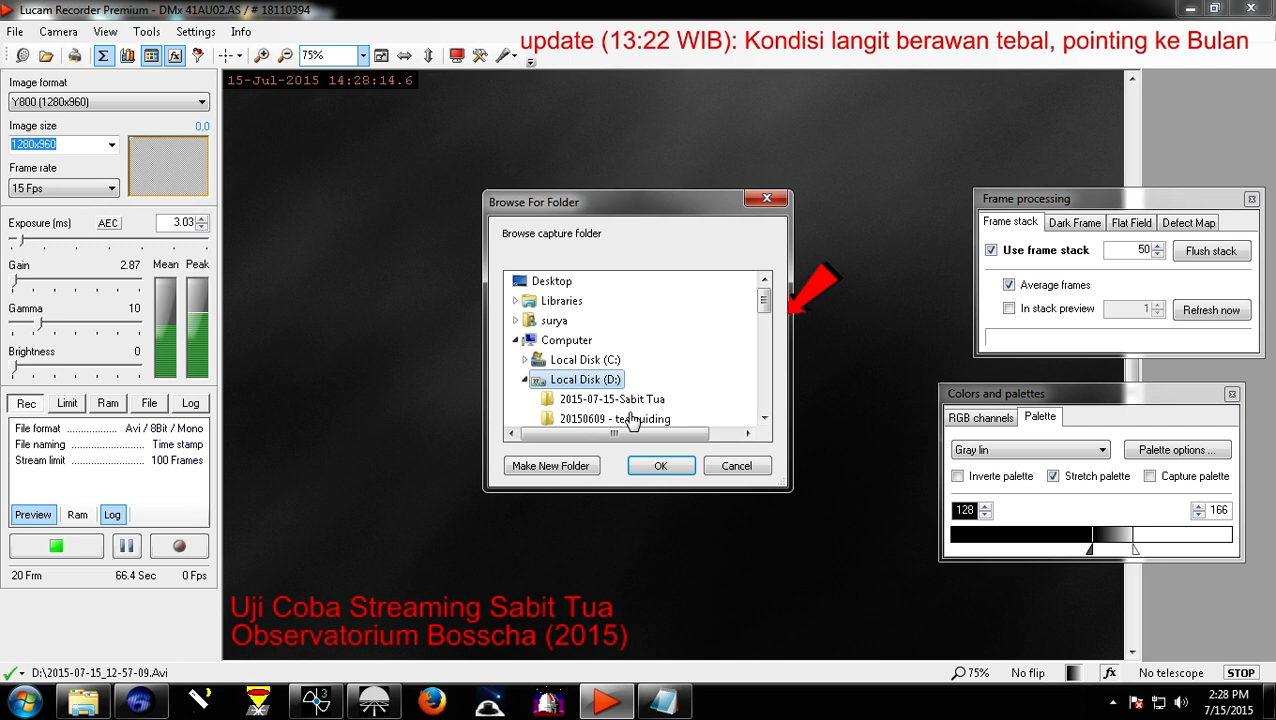 Lucam Recorder Premium - DMx 41AU02.AS / # 18110394
File Camera View Tools Settings Info
75%
update (13:22 WIB): Kondisi langit berawan tebal, pointing ke Bulan
15-Jul-2015 14:28:14.6
Image format
Y800 (1280x960)
Image size 0,0
1280x960
Frame rate
15 Fps
Exposure (ms) AEC 3.03
Gain 2.87 Mean Peak
Gamma 10
Brightness 0
Rec Limit Ram File Log
File format Avi / 8Bit / Mono
File naming Time stamp
Stream limit 100 Frames
Preview Ram Log
20 Frm 66.4 Sec 0 Fps
Browse For Folder
Browse capture folder
Desktop
Libraries
surya
Computer
Local Disk (C:)
Local Disk (D:)
2015-07-15-Sabit Tua
20150609 -
Make New Folder OK Cancel
Frame processing
Frame stack Dark Frame Flat Field Defect Map
Use frame stack 50 Flush stack
Average frames
In stack preview 1 Refresh now
Colors and palettes
RGB channels Palette
Gray lin Palette options ...
Inverte palette Stretch palette Capture palette
128 166
Uji Coba Streaming Sabit Tua
Observatorium Bosscha (2015)
D:\2015-07-15_12-57-09.Avi 75% No flip fx No telescope STOP
2:28 PM
7/15/2015